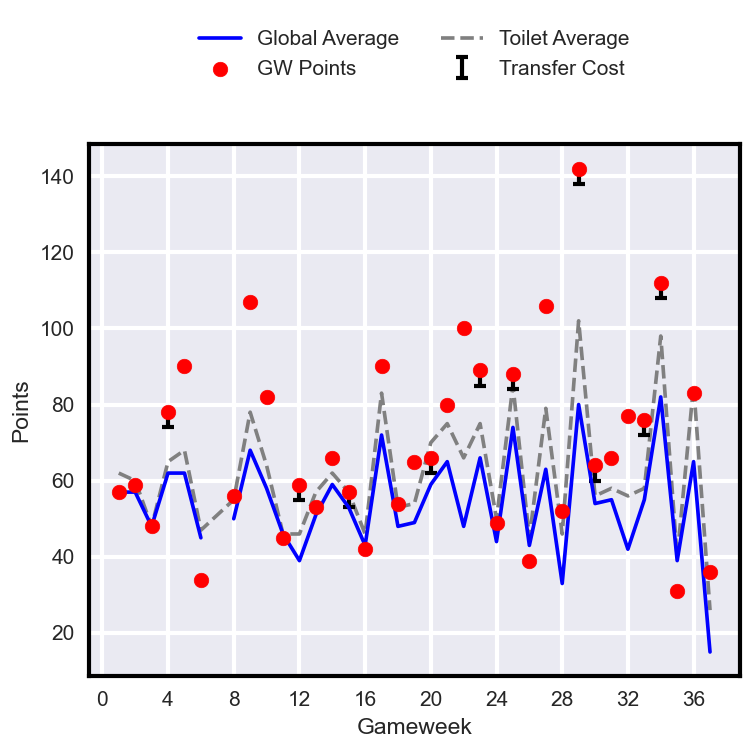 Global Average
Toilet Average
GW Points
Transfer Cost
140
120
100
80
60
40
20
Points
0 4 8 12 16 20 24 28 32 36
Gameweek